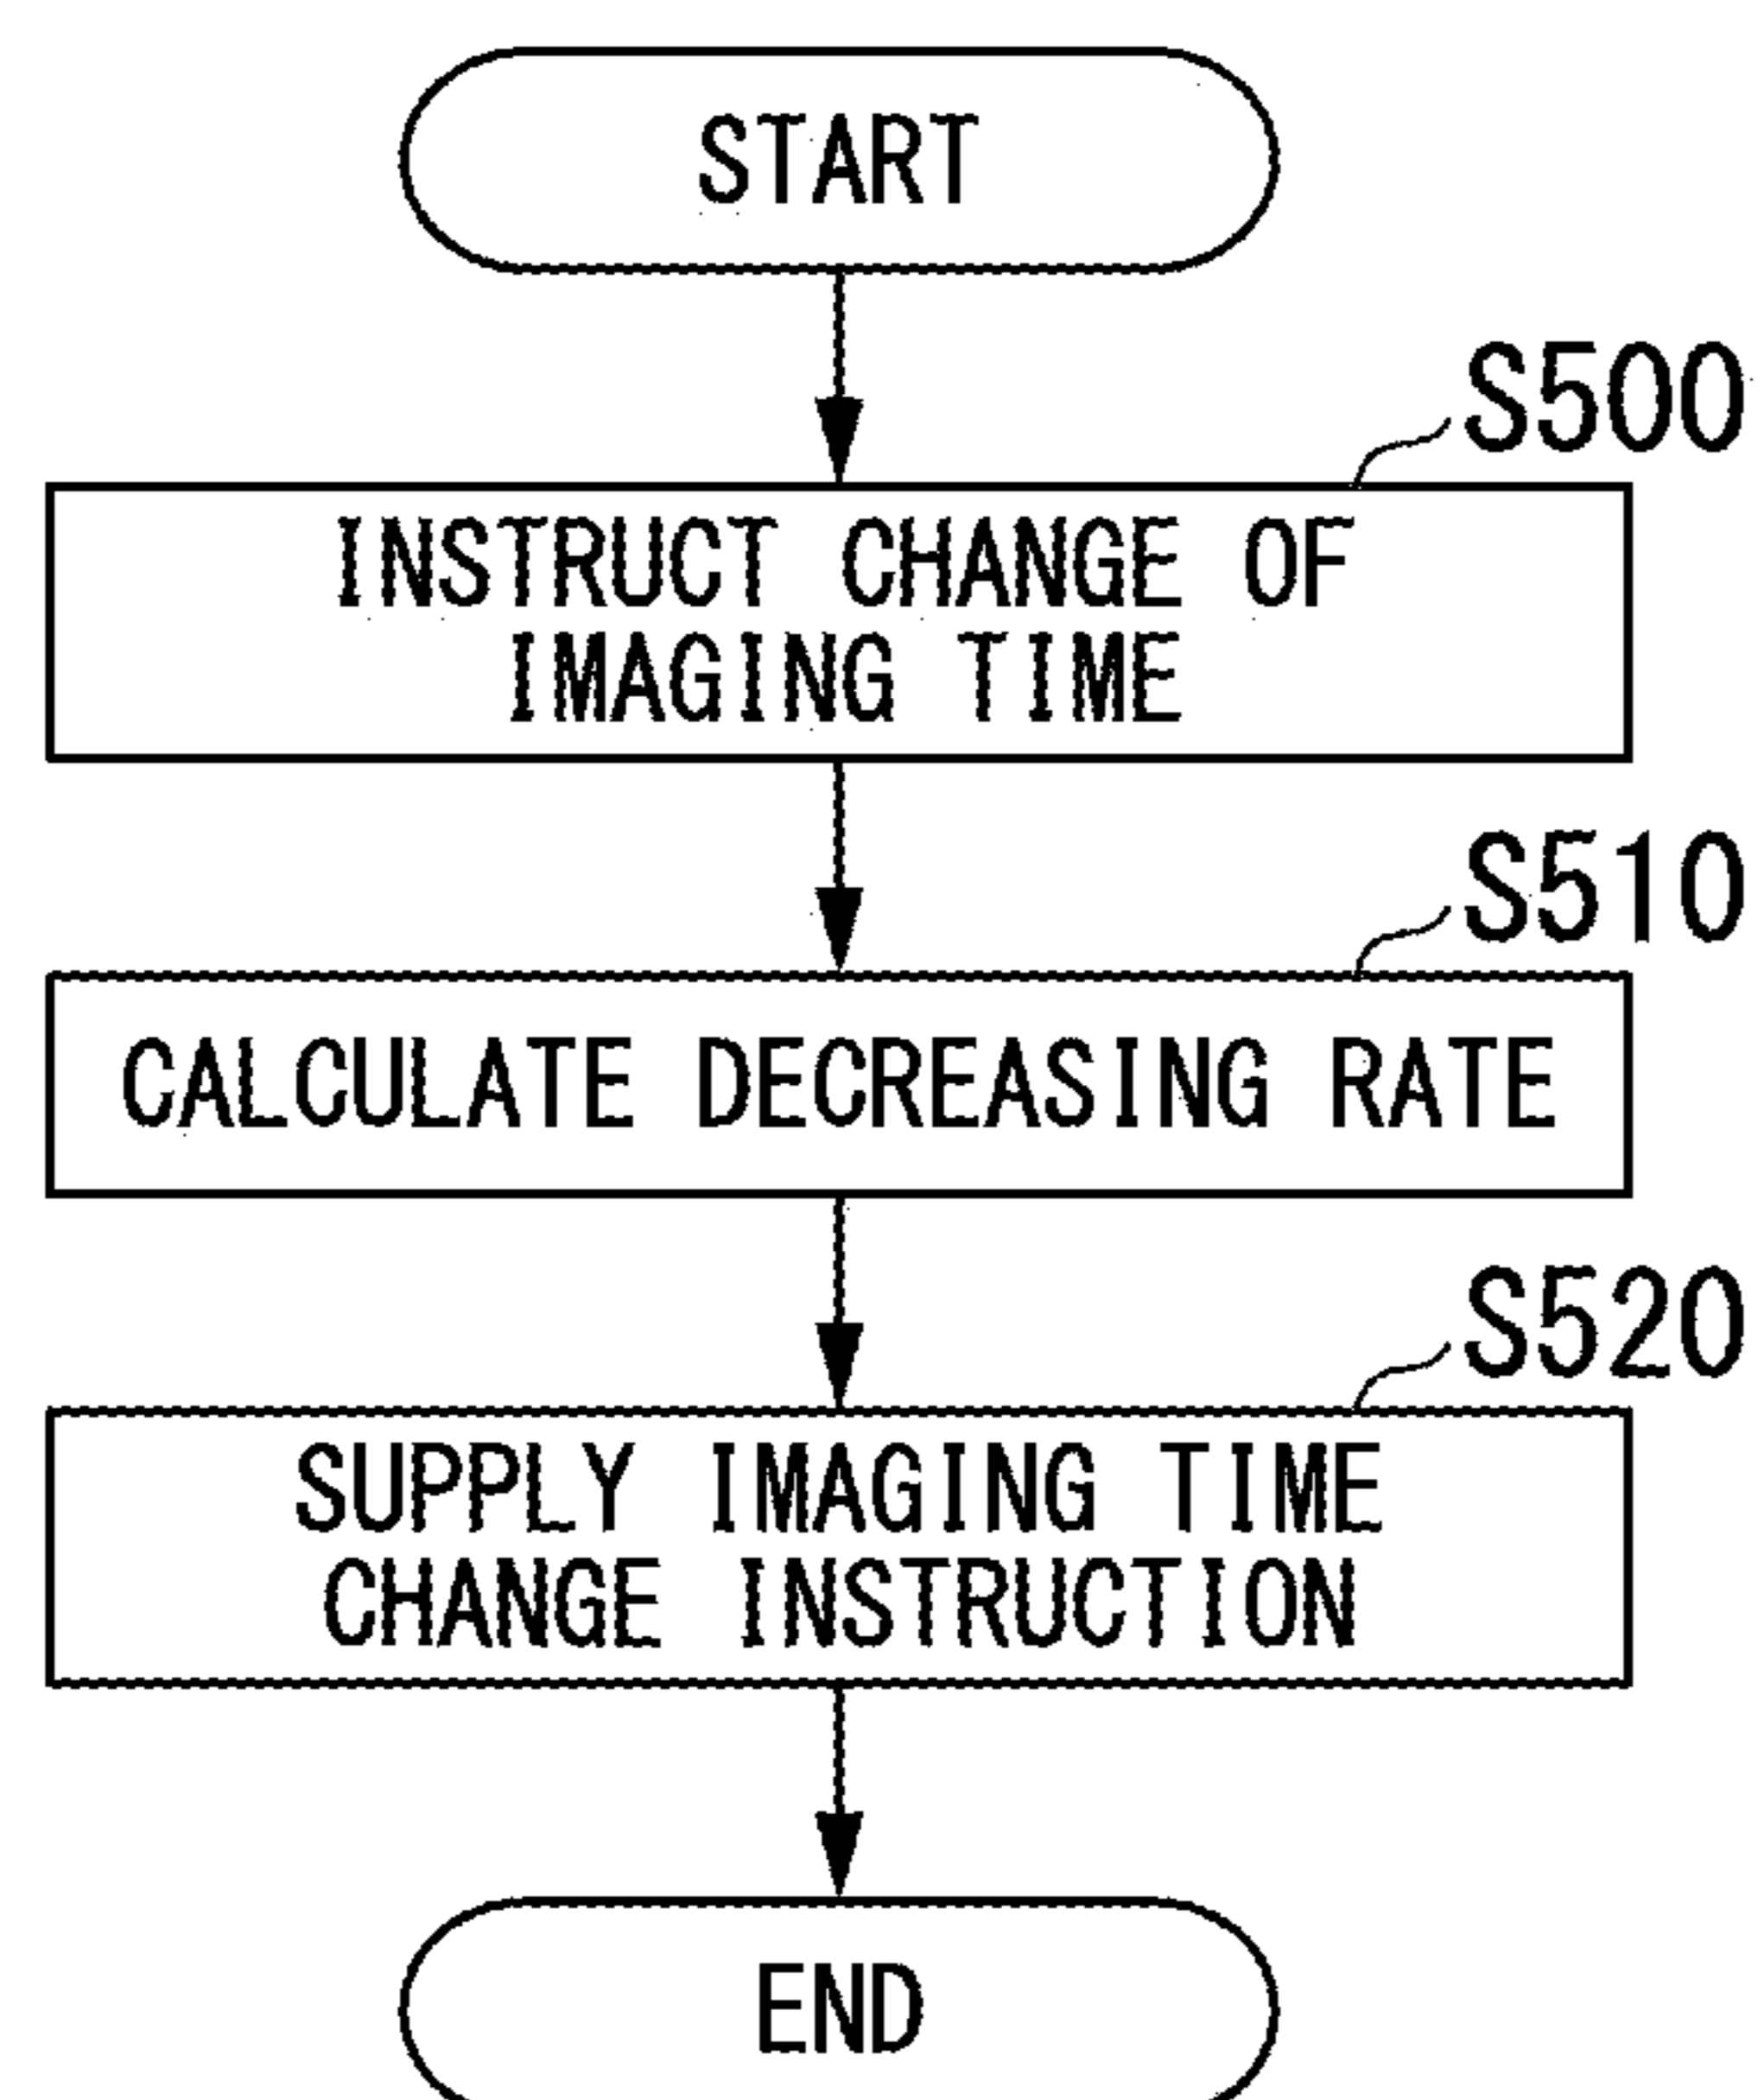 START
S500
INSTRUCT CHANGE OF
IMAGING TIME
S510
CALCULATE DECREASING RATE
S520
SUPPLY IMAGING TIME
CHANGE INSTRUCTION
END